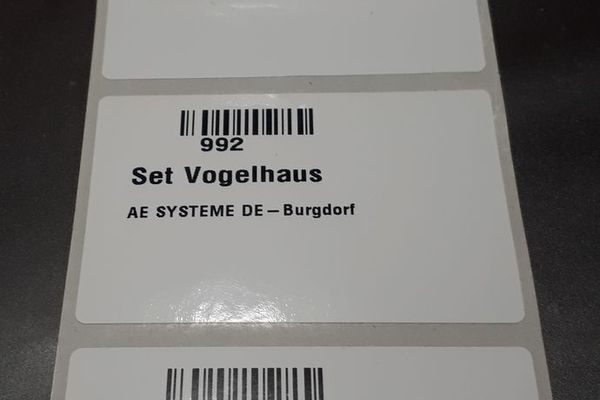 992
Set Vogelhaus
AE SYSTEME DE – Burgdorf